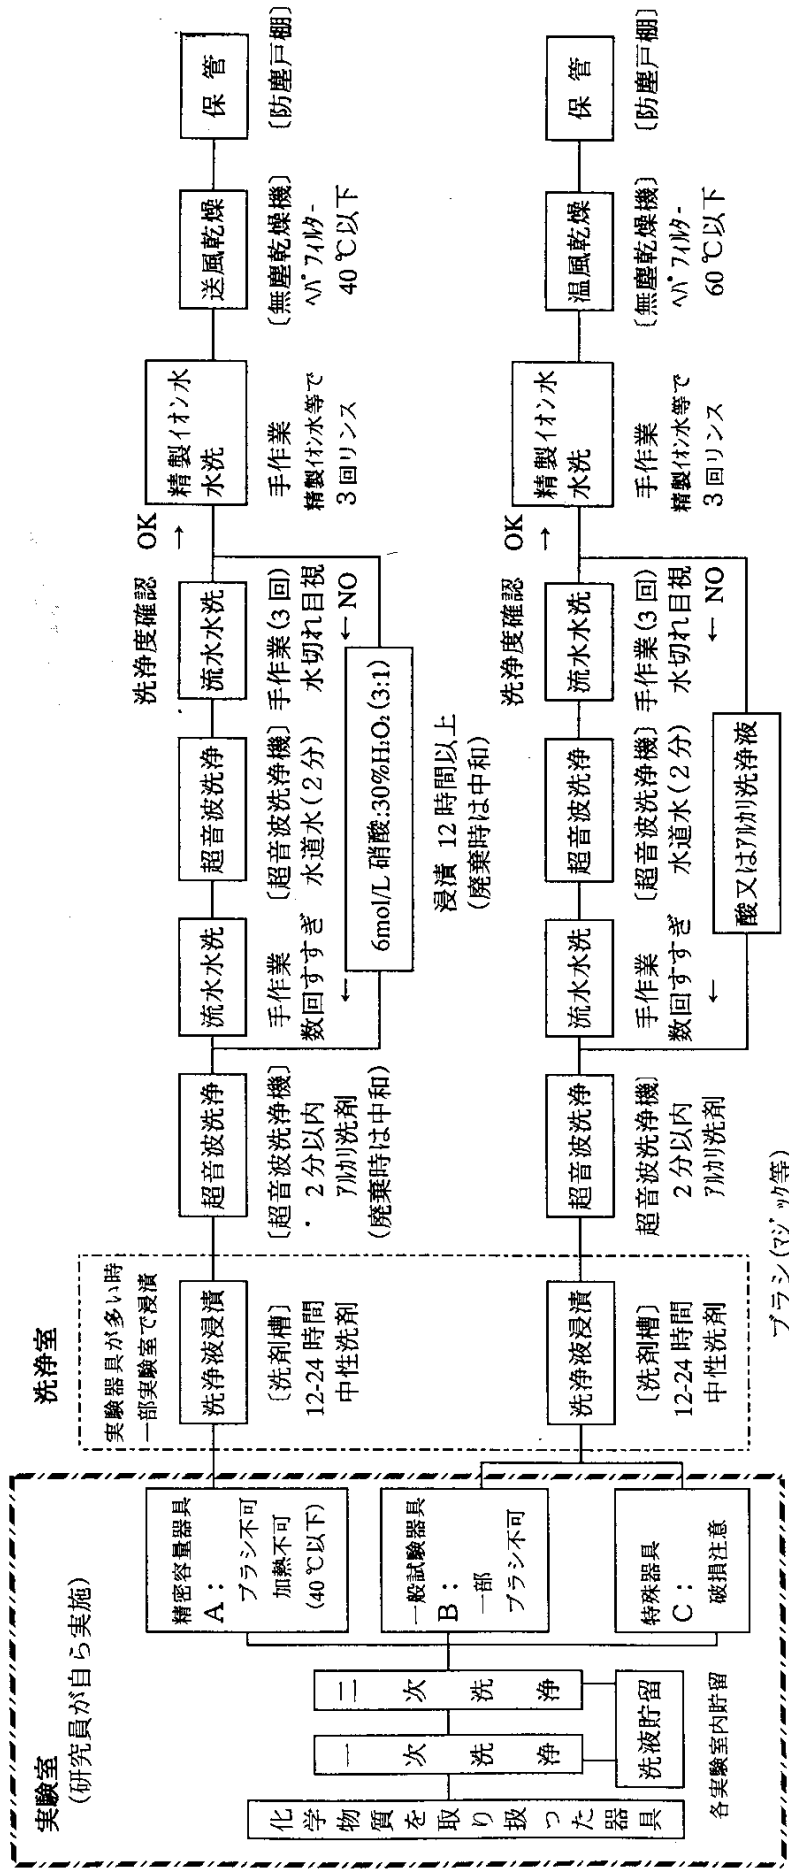 実験室
(研究員が自ら実施)
化学物質を取り扱った器具
一次洗浄
二次洗浄
洗液貯留
各実験室内貯留
精密容量器具
A:
ブラシ不可
加熱不可
(40℃以下)
一般試験器具
B:
一部
ブラシ不可
特殊器具
C:
破損注意
洗浄室
実験器具が多い時
一部実験室で浸漬
洗浄液浸漬
〔洗剤槽〕
12-24時間
中性洗剤
超音波洗浄
〔超音波洗浄機〕
・2分以内
アルカリ洗剤
(廃棄時は中和)
流水水洗
手作業
数回すすぎ
←
超音波洗浄
〔超音波洗浄機〕
水道水(2分)
洗浄度確認
流水水洗
手作業(3回)
水切れ目視
← NO
6mol/L 硝酸:30%H₂O₂(3:1)
浸漬 12時間以上
(廃棄時は中和)
OK
→
精製イオン水
水洗
手作業
精製イオン水等で
3回リンス
送風乾燥
〔無塵乾燥機〕
ヘパフィルター
40℃以下
保管
〔防塵戸棚〕
洗浄液浸漬
〔洗剤槽〕
12-24時間
中性洗剤
ブラシ(マジック等)
超音波洗浄
超音波洗浄機〕
2分以内
アルカリ洗剤
流水水洗
手作業
数回すすぎ
←
超音波洗浄
〔超音波洗浄機〕
水道水(2分)
洗浄度確認
流水水洗
手作業(3回)
水切れ目視
← NO
酸又はアルカリ洗浄液
OK
→
精製イオン水
水洗
手作業
精製イオン水等で
3回リンス
温風乾燥
〔無塵乾燥機〕
ヘパフィルター
60℃以下
保管
〔防塵戸棚〕